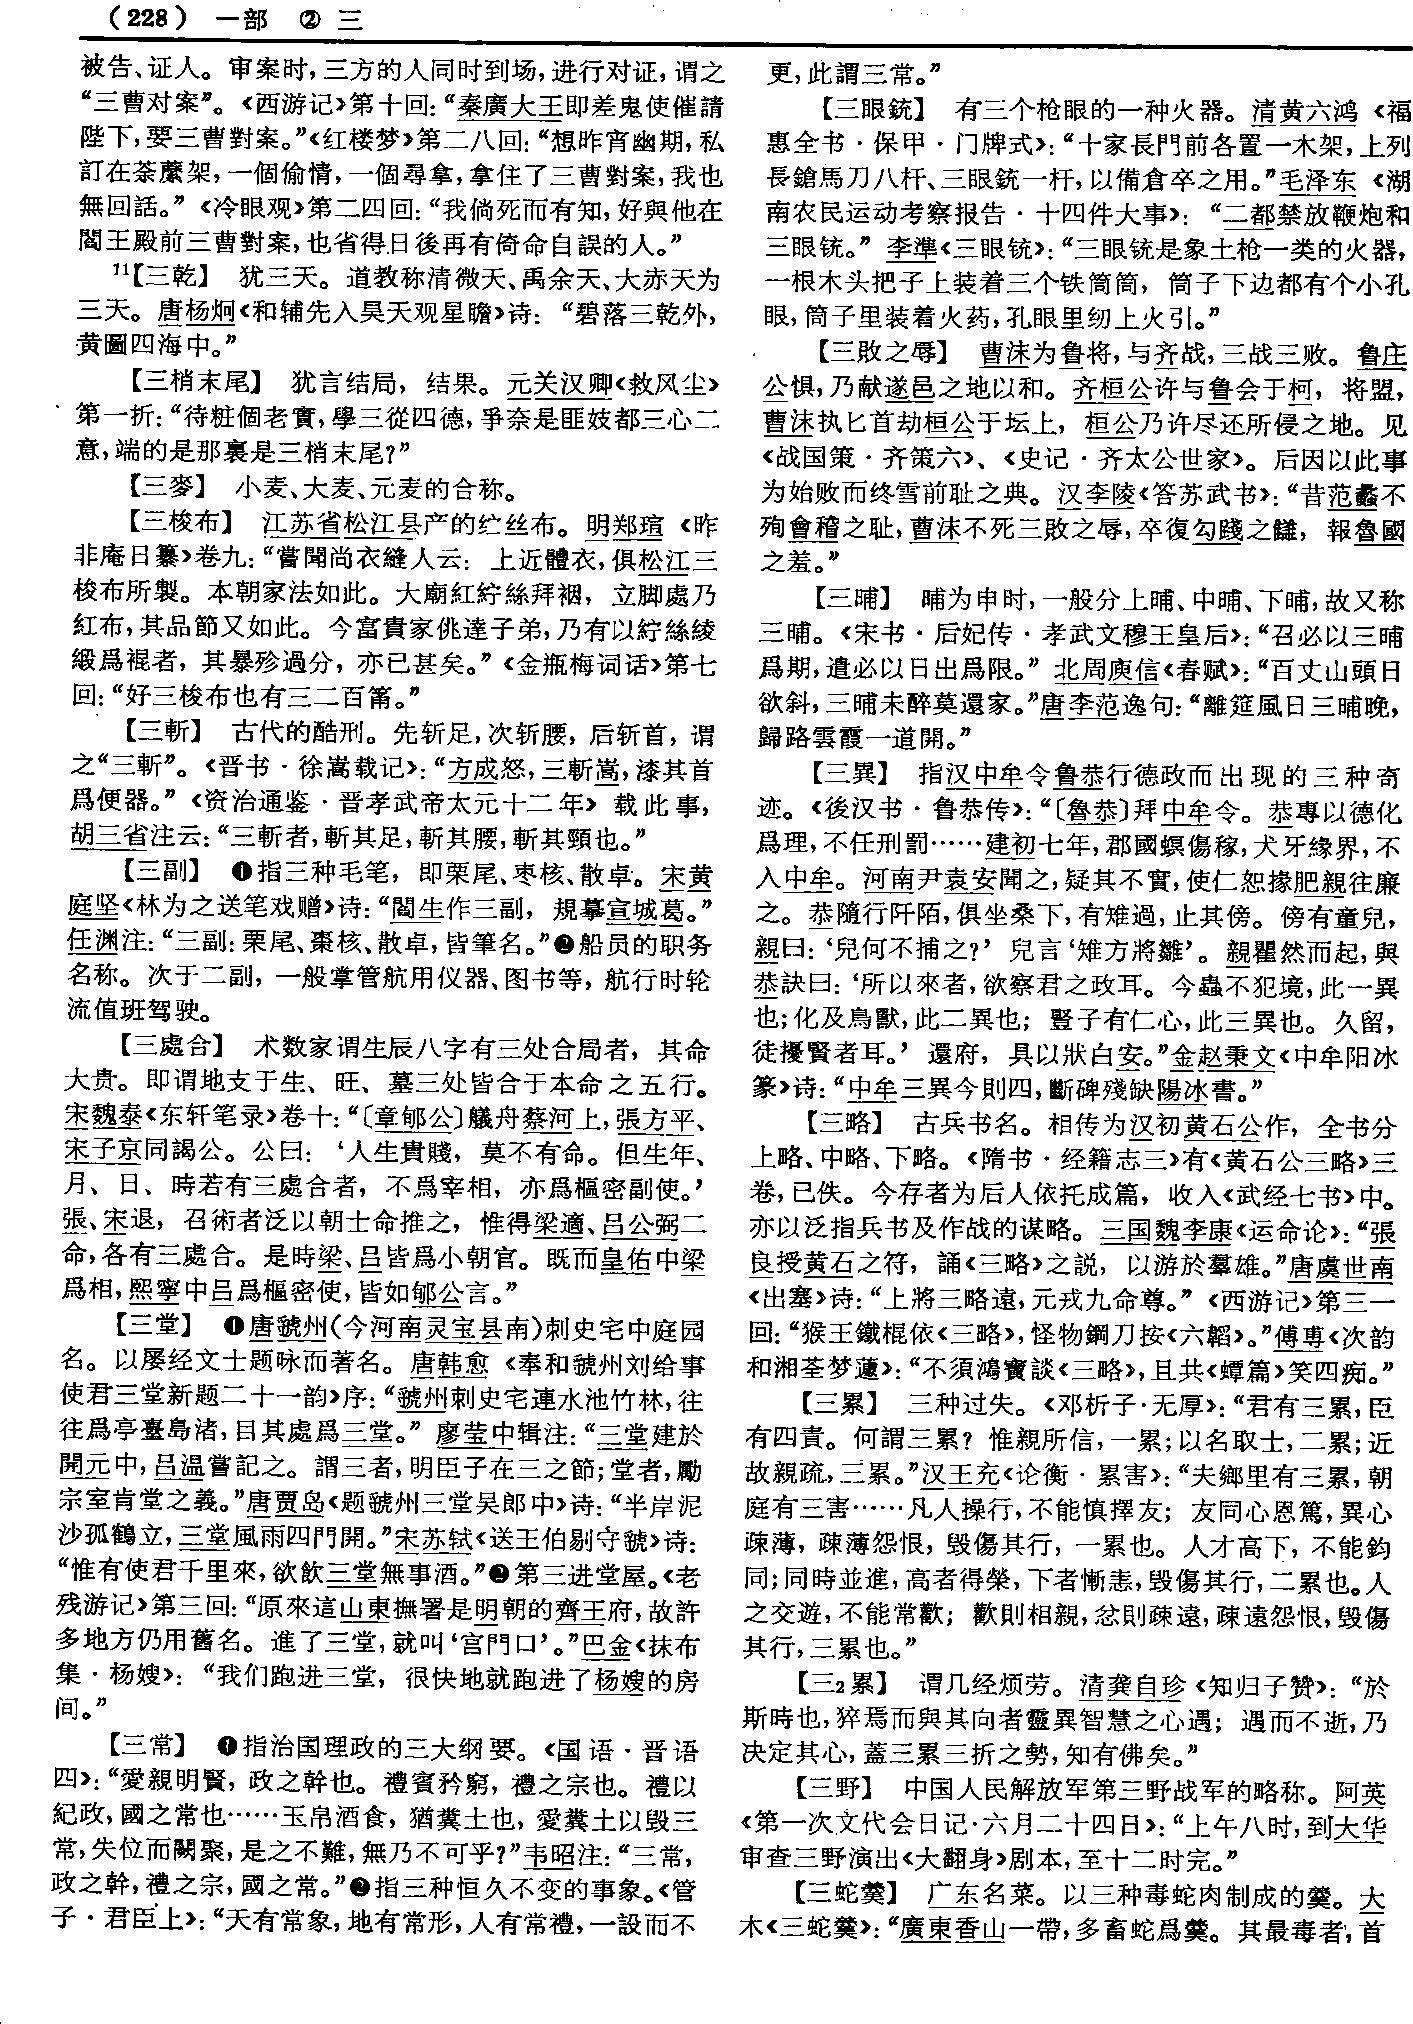 （228） 一部 ② 三
被告、证人。审案时，三方的人同时到场，进行对证，谓之
“三曹对案”。《西游记》第十回：“秦廣大王即差鬼使催請
陛下，要三曹對案。”《红楼梦》第二八回：“想昨宵幽期，私
訂在荼䕷架，一個偷情，一個尋拿，拿住了三曹對案，我也
無回話。”《冷眼观》第二四回：“我倘死而有知，好與他在
閻王殿前三曹對案，也省得日後再有倚命自誤的人。”
11【三乾】 犹三天。道教称清微天、禹余天、大赤天为
三天。唐杨炯《和辅先入昊天观星瞻》诗：“碧落三乾外，
黄圖四海中。”
【三梢末尾】 犹言结局，结果。元关汉卿《救风尘》
第一折：“待粧個老實，學三從四德，爭奈是匪妓都三心二
意，端的是那裏是三梢末尾？”
【三麥】 小麦、大麦、元麦的合称。
【三梭布】 江苏省松江县产的纻丝布。明郑瑄《昨
非庵日纂》卷九：“嘗聞尚衣縫人云：上近體衣，俱松江三
梭布所製。本朝家法如此。大廟紅紵絲拜裀，立脚處乃
紅布，其品節又如此。今富貴家佻達子弟，乃有以紵絲綾
緞爲裩者，其暴殄過分，亦已甚矣。”《金瓶梅词话》第七
回：“好三梭布也有三二百筩。”
【三斬】 古代的酷刑。先斩足，次斩腰，后斩首，谓
之“三斬”。《晋书·徐嵩载记》：“方成怒，三斬嵩，漆其首
爲便器。”《资治通鉴·晋孝武帝太元十二年》载此事，
胡三省注云：“三斬者，斬其足，斬其腰，斬其頸也。”
【三副】 ❶指三种毛笔，即栗尾、枣核、散卓。宋黄
庭坚《林为之送笔戏赠》诗：“閻生作三副，規摹宣城葛。”
任渊注：“三副：栗尾、棗核、散卓，皆筆名。”❷船员的职务
名称。次于二副，一般掌管航用仪器、图书等，航行时轮
流值班驾驶。
【三處合】 术数家谓生辰八字有三处合局者，其命
大贵。即谓地支于生、旺、墓三处皆合于本命之五行。
宋魏泰《东轩笔录》卷十：“〔章郇公〕艤舟蔡河上，張方平、
宋子京同謁公。公曰：‘人生貴賤，莫不有命。但生年、
月、日、時若有三處合者，不爲宰相，亦爲樞密副使。’
張、宋退，召術者泛以朝士命推之，惟得梁適、吕公弼二
命，各有三處合。是時梁、吕皆爲小朝官。既而皇佑中梁
爲相，熙寧中吕爲樞密使，皆如郇公言。”
【三堂】 ❶唐虢州（今河南灵宝县南）刺史宅中庭园
名。以屡经文士题咏而著名。唐韩愈《奉和虢州刘给事
使君三堂新题二十一韵》序：“虢州刺史宅連水池竹林，往
往爲亭臺島渚，目其處爲三堂。”廖莹中辑注：“三堂建於
開元中，吕温嘗記之。謂三者，明臣子在三之節；堂者，勵
宗室肯堂之義。”唐贾岛《题虢州三堂吴郎中》诗：“半岸泥
沙孤鶴立，三堂風雨四門開。”宋苏轼《送王伯剔守虢》诗：
“惟有使君千里來，欲飲三堂無事酒。”❷第三进堂屋。《老
残游记》第三回：“原來這山東撫署是明朝的齊王府，故許
多地方仍用舊名。進了三堂，就叫‘宫門口’。”巴金《抹布
集·杨嫂》：“我们跑进三堂，很快地就跑进了杨嫂的房
间。”
【三常】 ❶指治国理政的三大纲要。《国语·晋语
四》：“愛親明賢，政之幹也。禮賓矜窮，禮之宗也。禮以
紀政，國之常也……玉帛酒食，猶糞土也，愛糞土以毁三
常，失位而闕聚，是之不難，無乃不可乎？”韦昭注：“三常，
政之幹，禮之宗，國之常。”❷指三种恒久不变的事象。《管
子·君臣上》：“天有常象，地有常形，人有常禮，一設而不
更，此謂三常。”
【三眼銃】 有三个枪眼的一种火器。清黄六鸿《福
惠全书·保甲·门牌式》：“十家長門前各置一木架，上列
長鎗馬刀八杆、三眼銃一杆，以備倉卒之用。”毛泽东《湖
南农民运动考察报告·十四件大事》：“二都禁放鞭炮和
三眼铳。”李準《三眼铳》：“三眼铳是象土枪一类的火器，
一根木头把子上装着三个铁筒筒，筒子下边都有个小孔
眼，筒子里装着火药，孔眼里纫上火引。”
【三敗之辱】 曹沫为鲁将，与齐战，三战三败。鲁庄
公惧，乃献遂邑之地以和。齐桓公许与鲁会于柯，将盟，
曹沫执匕首劫桓公于坛上，桓公乃许尽还所侵之地。见
《战国策·齐策六》、《史记·齐太公世家》。后因以此事
为始败而终雪前耻之典。汉李陵《答苏武书》：“昔范蠡不
殉會稽之耻，曹沫不死三敗之辱，卒復勾踐之讎，報魯國
之羞。”
【三晡】 晡为申时，一般分上晡、中晡、下晡，故又称
三晡。《宋书·后妃传·孝武文穆王皇后》：“召必以三晡
爲期，遣必以日出爲限。”北周庾信《春赋》：“百丈山頭日
欲斜，三晡未醉莫還家。”唐李范逸句：“離筵風日三晡晚，
歸路雲霞一道開。”
【三異】 指汉中牟令鲁恭行德政而出现的三种奇
迹。《後汉书·鲁恭传》：“〔魯恭〕拜中牟令。恭專以德化
爲理，不任刑罰……建初七年，郡國螟傷稼，犬牙緣界，不
入中牟。河南尹袁安聞之，疑其不實，使仁恕掾肥親往廉
之。恭隨行阡陌，俱坐桑下，有雉過，止其傍。傍有童兒，
親曰：‘兒何不捕之？’兒言‘雉方將雛’。親瞿然而起，與
恭訣曰：‘所以來者，欲察君之政耳。今蟲不犯境，此一異
也；化及鳥獸，此二異也；豎子有仁心，此三異也。久留，
徒擾賢者耳。’還府，具以狀白安。”金赵秉文《中牟阳冰
篆》诗：“中牟三異今則四，斷碑殘缺陽冰書。”
【三略】 古兵书名。相传为汉初黄石公作，全书分
上略、中略、下略。《隋书·经籍志三》有《黄石公三略》三
卷，已佚。今存者为后人依托成篇，收入《武经七书》中。
亦以泛指兵书及作战的谋略。三国魏李康《运命论》：“張
良授黄石之符，誦《三略》之説，以游於羣雄。”唐虞世南
《出塞》诗：“上將三略遠，元戎九命尊。”《西游记》第三一
回：“猴王鐵棍依《三略》，怪物鋼刀按《六韜》。”傅尃《次韵
和湘荃梦蘧》：“不須鴻寶談《三略》，且共《蟫篇》笑四痴。”
【三累】 三种过失。《邓析子·无厚》：“君有三累，臣
有四責。何謂三累？惟親所信，一累；以名取士，二累；近
故親疏，三累。”汉王充《论衡·累害》：“夫鄉里有三累，朝
庭有三害……凡人操行，不能慎擇友；友同心恩篤，異心
疎薄，疎薄怨恨，毁傷其行，一累也。人才高下，不能鈞
同；同時並進，高者得榮，下者慚恚，毁傷其行，二累也。人
之交遊，不能常歡；歡則相親，忿則疎遠，疎遠怨恨，毁傷
其行，三累也。”
【三2累】 谓几经烦劳。清龚自珍《知归子赞》：“於
斯時也，猝焉而與其向者靈異智慧之心遇；遇而不逝，乃
决定其心，蓋三累三折之勢，知有佛矣。”
【三野】 中国人民解放军第三野战军的略称。阿英
《第一次文代会日记·六月二十四日》：“上午八时，到大华
审查三野演出《大翻身》剧本，至十二时完。”
【三蛇羹】 广东名菜。以三种毒蛇肉制成的羹。大
木《三蛇羹》：“廣東香山一帶，多畜蛇爲羹。其最毒者，首